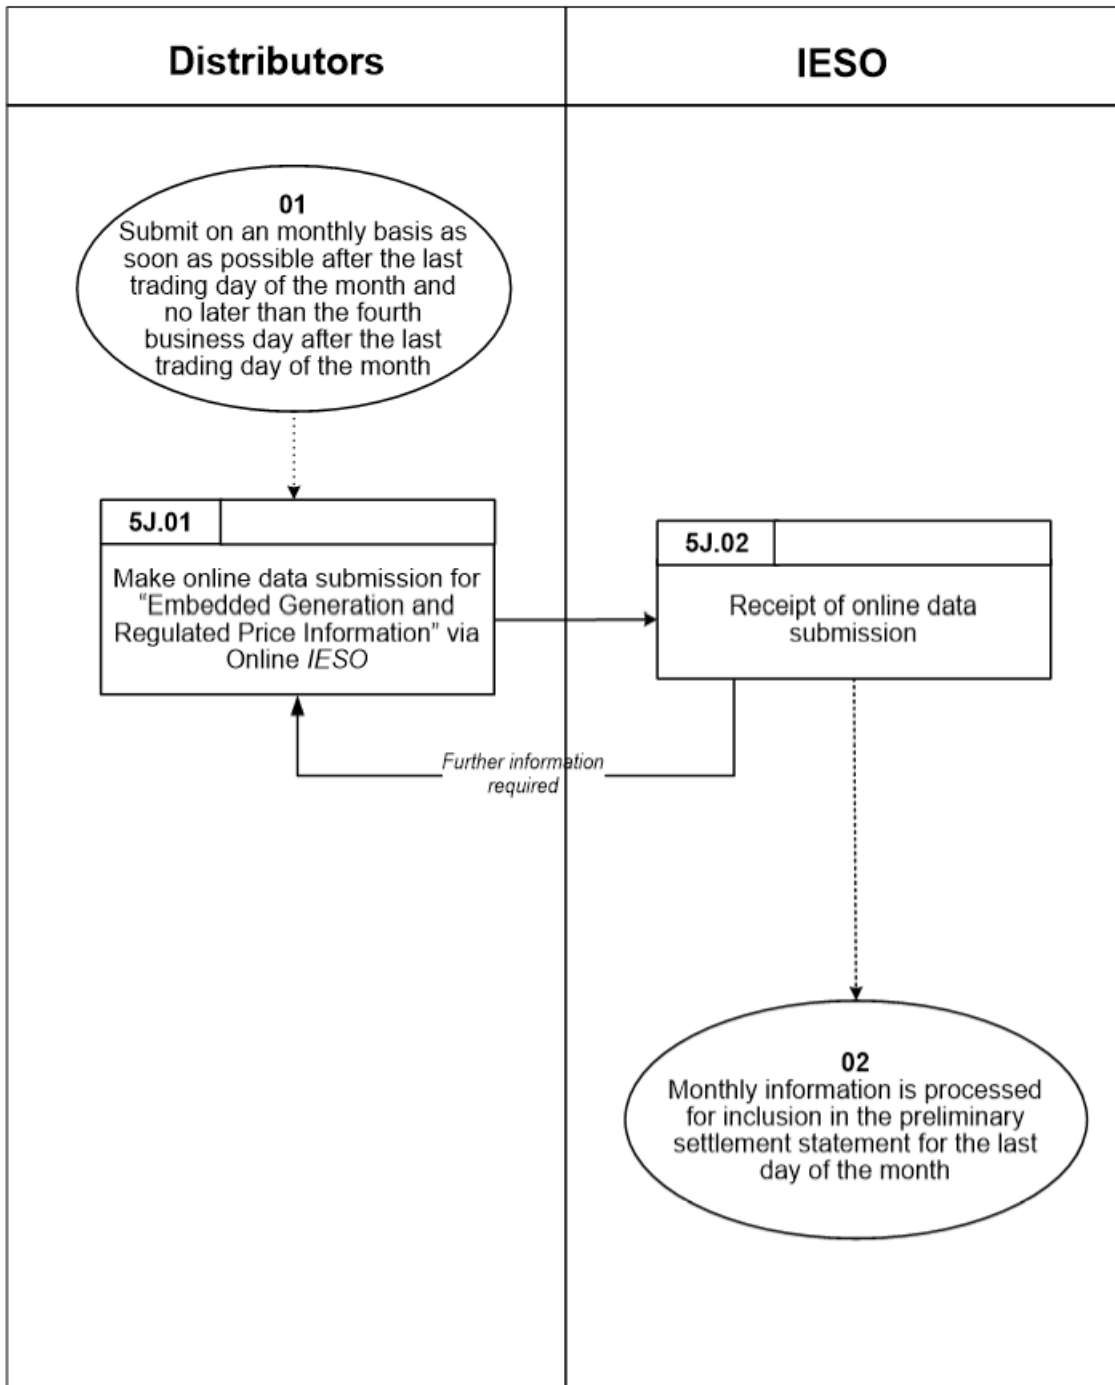 Distributors
IESO
01
Submit on an monthly basis as
soon as possible after the last
trading day of the month and
no later than the fourth
business day after the last
trading day of the month
5J.01
Make online data submission for
“Embedded Generation and
Regulated Price Information” via
Online IESO
5J.02
Receipt of online data
submission
Further information
required
02
Monthly information is processed
for inclusion in the preliminary
settlement statement for the last
day of the month